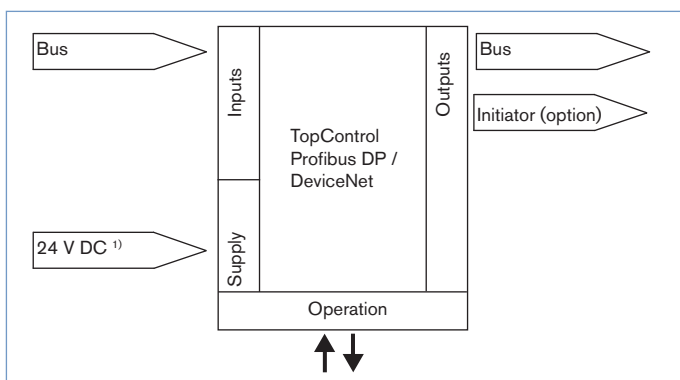 Bus
Bus
Inputs
Outputs
Initiator (option)
TopControl
Profibus DP /
DeviceNet
24 V DC ¹⁾
Supply
Operation